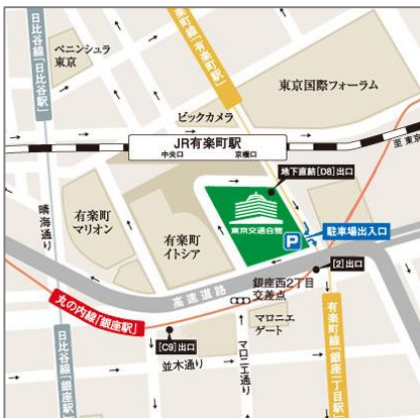 日比谷線「日比谷駅」
ペニンシュラ
東京
有楽町線「有楽町駅」
東京国際フォーラム
ビックカメラ
JR有楽町駅
中央口
京橋口
至東京
地下直結[D8]出口
晴海通り
有楽町
マリオン
有楽町
イトシア
東京交通会館
P
駐車場出入口
[2]出口
高速道路
銀座西2丁目
交差点
丸の内線「銀座駅」
マロニエ
ゲート
[C9]出口
並木通り
マロニエ通り
日比谷線「銀座駅」
有楽町線「銀座一丁目駅」